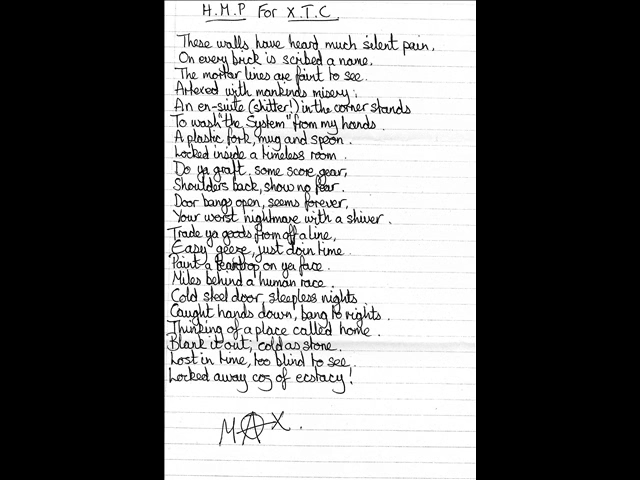 H.M.P For X.T.C
These walls have heard much silent pain,
On every brick is scribed a name.
The mortar lines are faint to see.
Artexed with mankinds misery;
An en-suite (shitter!) in the corner stands
To wash "the System" from my hands.
A plastic fork, mug and spoon.
Locked inside a timeless room.
Do ya graft, some score, gear,
Shoulders back, show no fear.
Door bangs open, seems forever,
Your worst nightmare with a shiver.
Trade ya goods from off a line,
Easy geeze, just doin time.
Paint a teardrop on ya face.
Miles behind a human race.
Cold steel door, sleepless nights
Caught hands down, bang to rights.
Thinking of a place called home.
Blank it out, cold as stone.
Lost in time, too blind to see.
Locked away coz of ecstacy!
MAX.